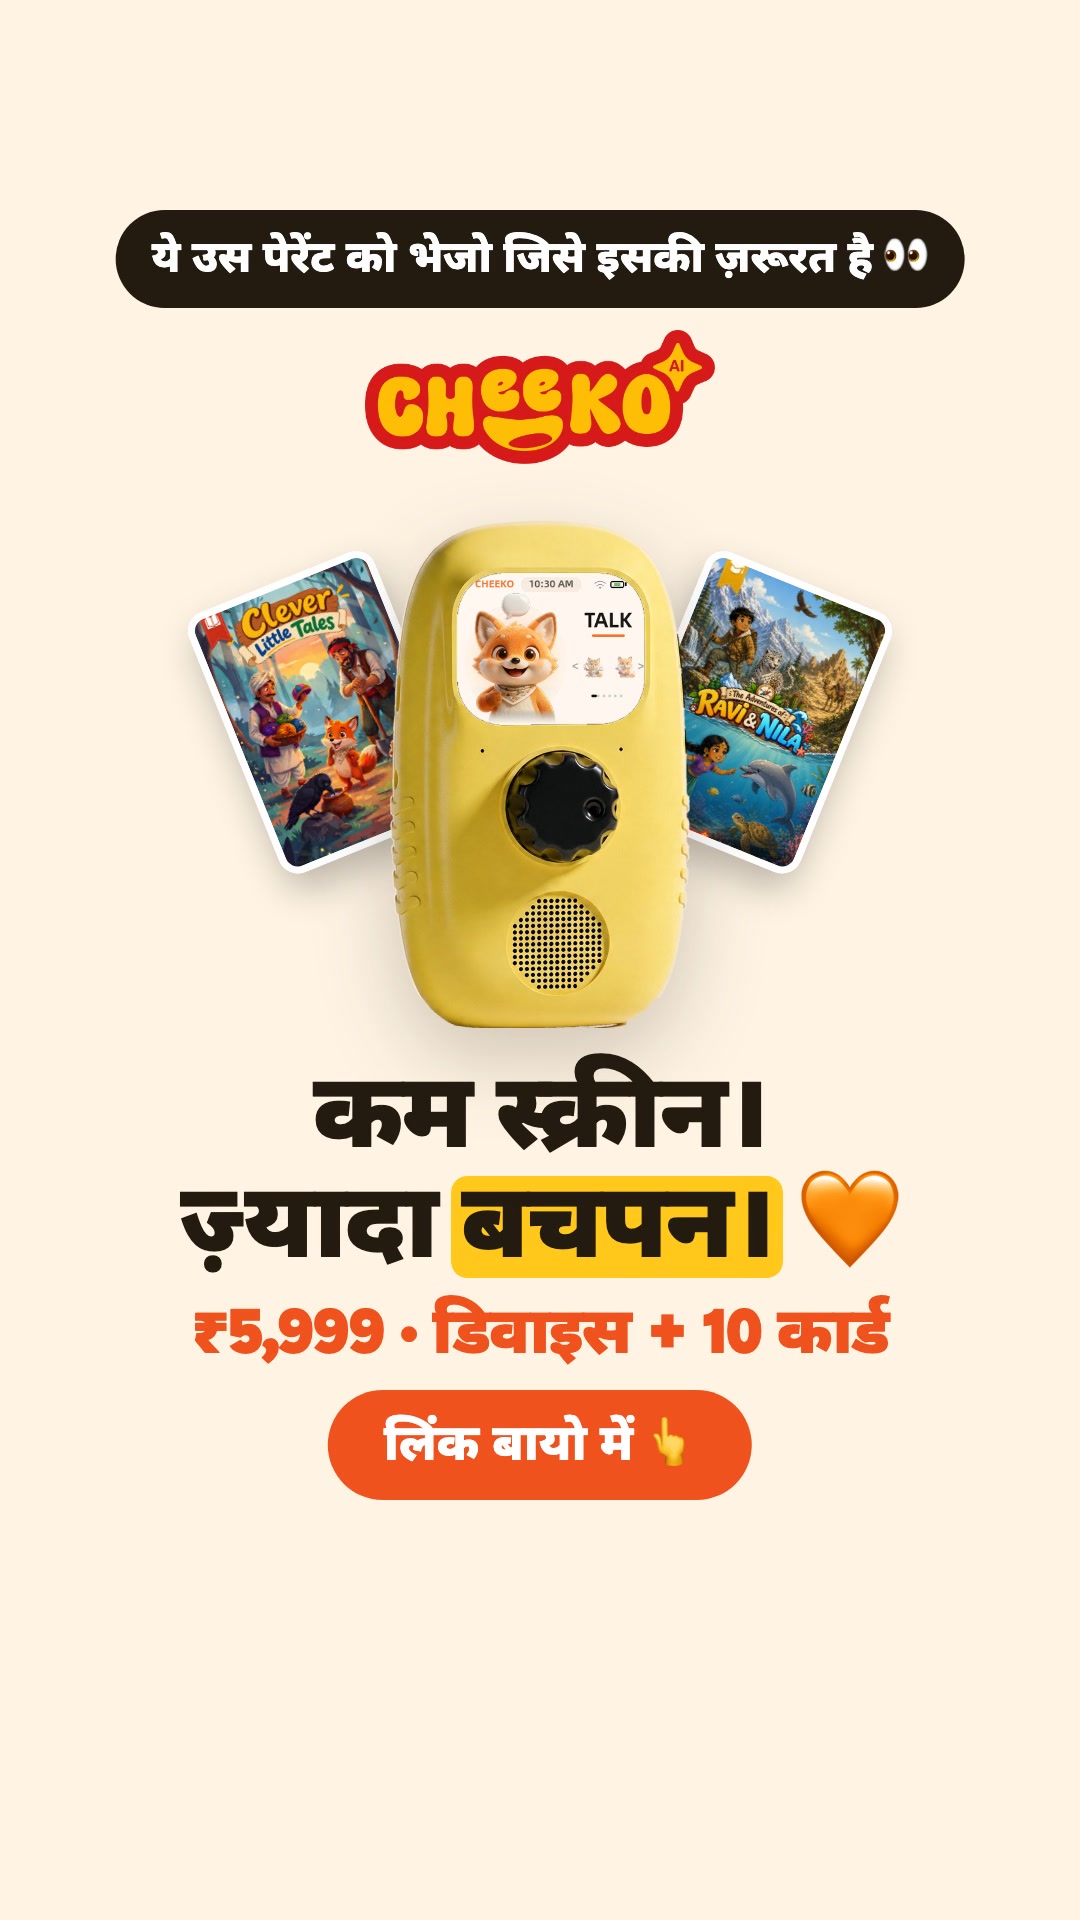 ये उस पेरेंट को भेजो जिसे इसकी ज़रूरत है 👀
CHEEKO AI
CHEEKO 10:30 AM
TALK
Clever
Little Tales
The Adventures of
Ravi & Nila
कम स्क्रीन।
ज़्यादा बचपन। 🧡
₹5,999 • डिवाइस + 10 कार्ड
लिंक बायो में 👆